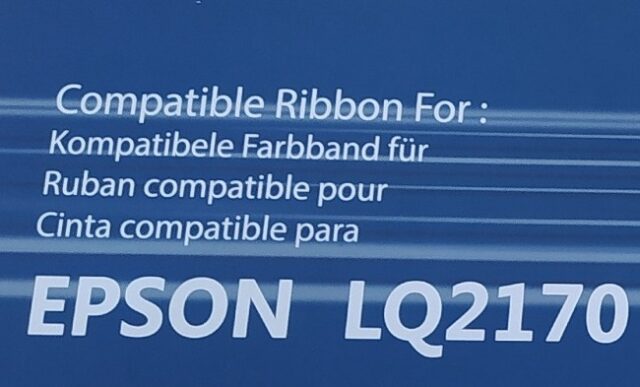 Compatible Ribbon For :
Kompatibele Farbband für
Ruban compatible pour
Cinta compatible para
EPSON LQ2170